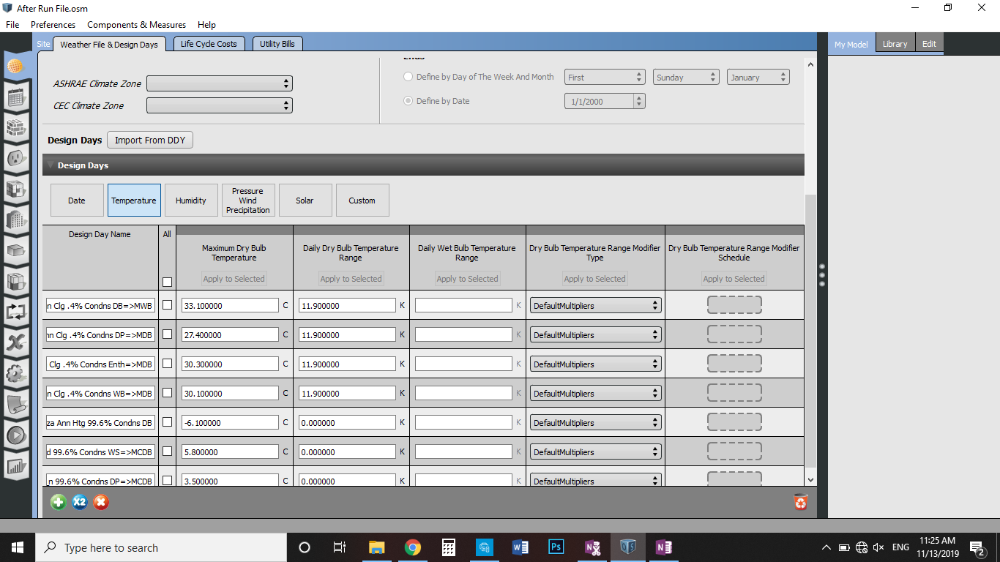 After Run File.osm
File Preferences Components & Measures Help
Site Weather File & Design Days Life Cycle Costs Utility Bills
My Model Library Edit
ASHRAE Climate Zone
CEC Climate Zone
Define by Day of The Week And Month First Sunday January
Define by Date 1/1/2000
Design Days Import From DDY
Design Days
Date Temperature Humidity Pressure Wind Precipitation Solar Custom
Design Day Name All Maximum Dry Bulb Temperature Daily Dry Bulb Temperature Range Daily Wet Bulb Temperature Range Dry Bulb Temperature Range Modifier Type Dry Bulb Temperature Range Modifier Schedule
Apply to Selected Apply to Selected Apply to Selected Apply to Selected Apply to Selected
n Clg .4% Condns DB=>MWB 33.100000 C 11.900000 K K DefaultMultipliers
nn Clg .4% Condns DP=>MDB 27.400000 C 11.900000 K K DefaultMultipliers
Clg .4% Condns Enth=>MDB 30.300000 C 11.900000 K K DefaultMultipliers
n Clg .4% Condns WB=>MDB 30.100000 C 11.900000 K K DefaultMultipliers
za Ann Htg 99.6% Condns DB -6.100000 C 0.000000 K K DefaultMultipliers
d 99.6% Condns WS=>MCDB 5.800000 C 0.000000 K K DefaultMultipliers
n 99.6% Condns DP=>MCDB 3.500000 C 0.000000 K K DefaultMultipliers
X2
Type here to search
W Ps N S N
ENG 11:25 AM
11/13/2019
2